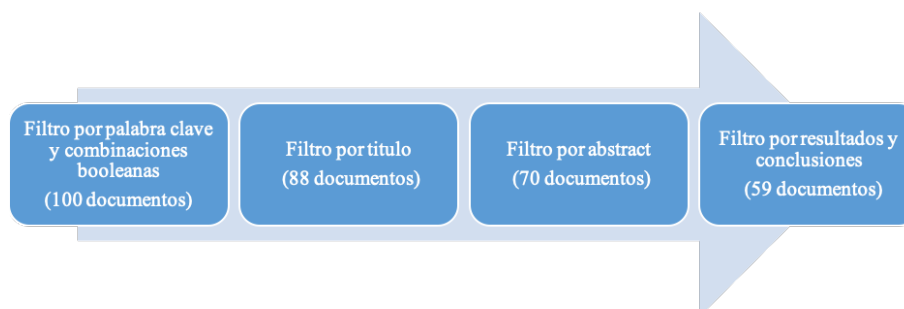 Filtro por palabra clave
y combinaciones
booleanas
(100 documentos)
Filtro por titulo
(88 documentos)
Filtro por abstract
(70 documentos)
Filtro por resultados y
conclusiones
(59 documentos)